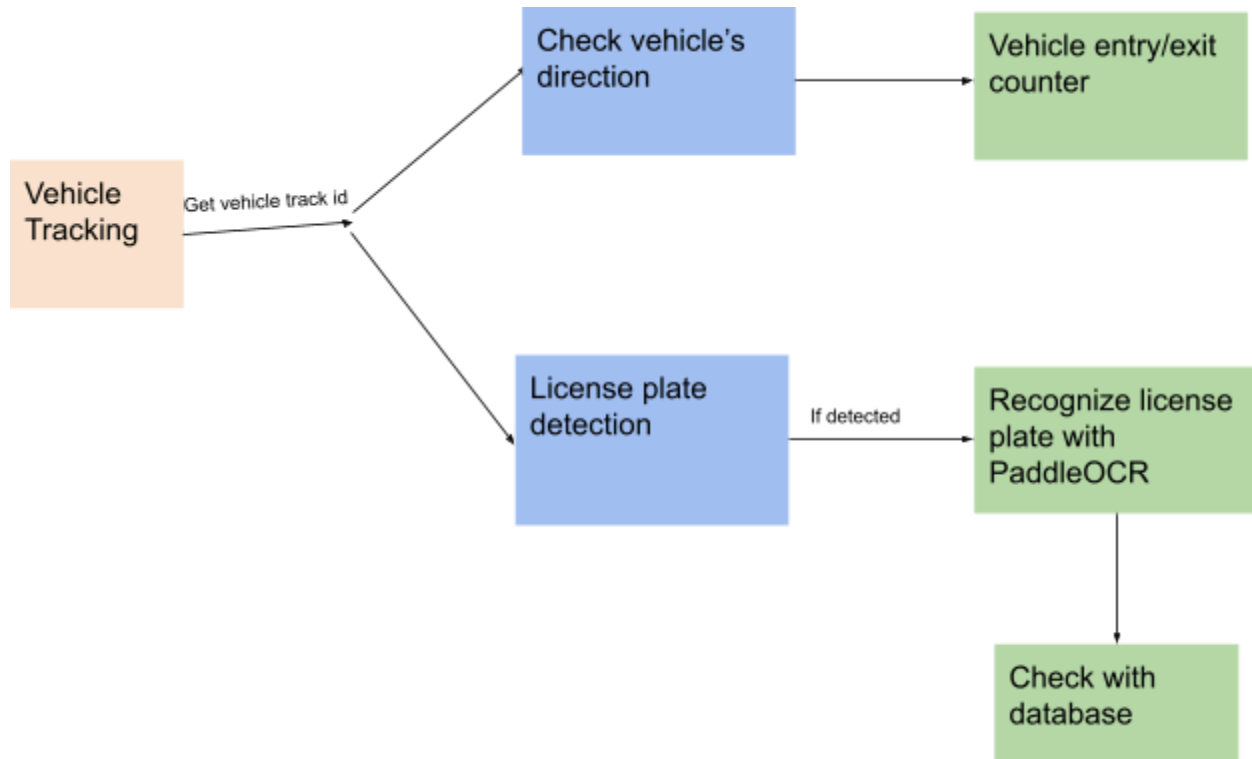 Check vehicle's
direction
Vehicle entry/exit
counter
Vehicle
Tracking
Get vehicle track id
License plate
detection
If detected
Recognize license
plate with
PaddleOCR
Check with
database